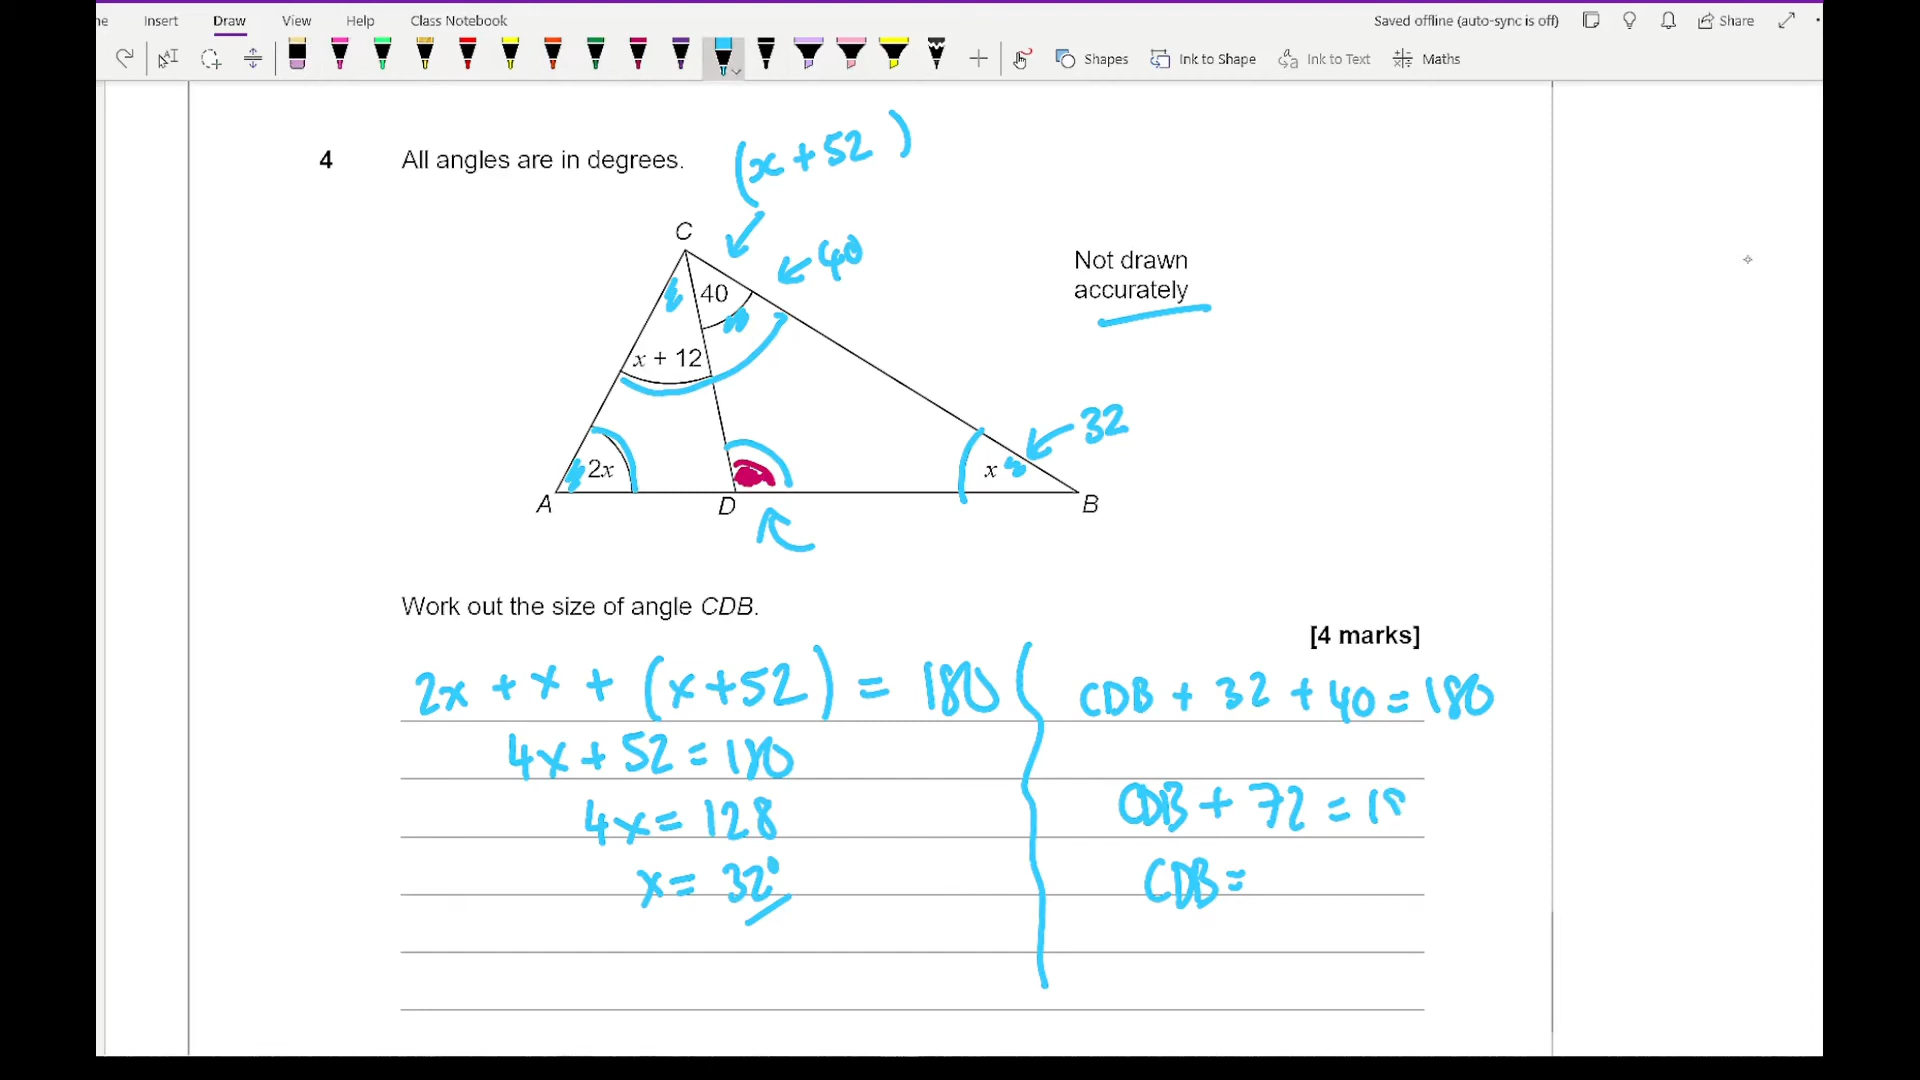 Insert Draw View Help Class Notebook Saved offline (auto-sync is off) Share
Shapes Ink to Shape Ink to Text Maths
4 All angles are in degrees.
(x + 52)
C
40
40
Not drawn
accurately
x + 12
32
2x
x
A
D
B
Work out the size of angle CDB.
[4 marks]
2x + x + (x + 52) = 180
4x + 52 = 180
4x = 128
x = 32°
CDB + 32 + 40 = 180
CDB + 72 = 18
CDB =